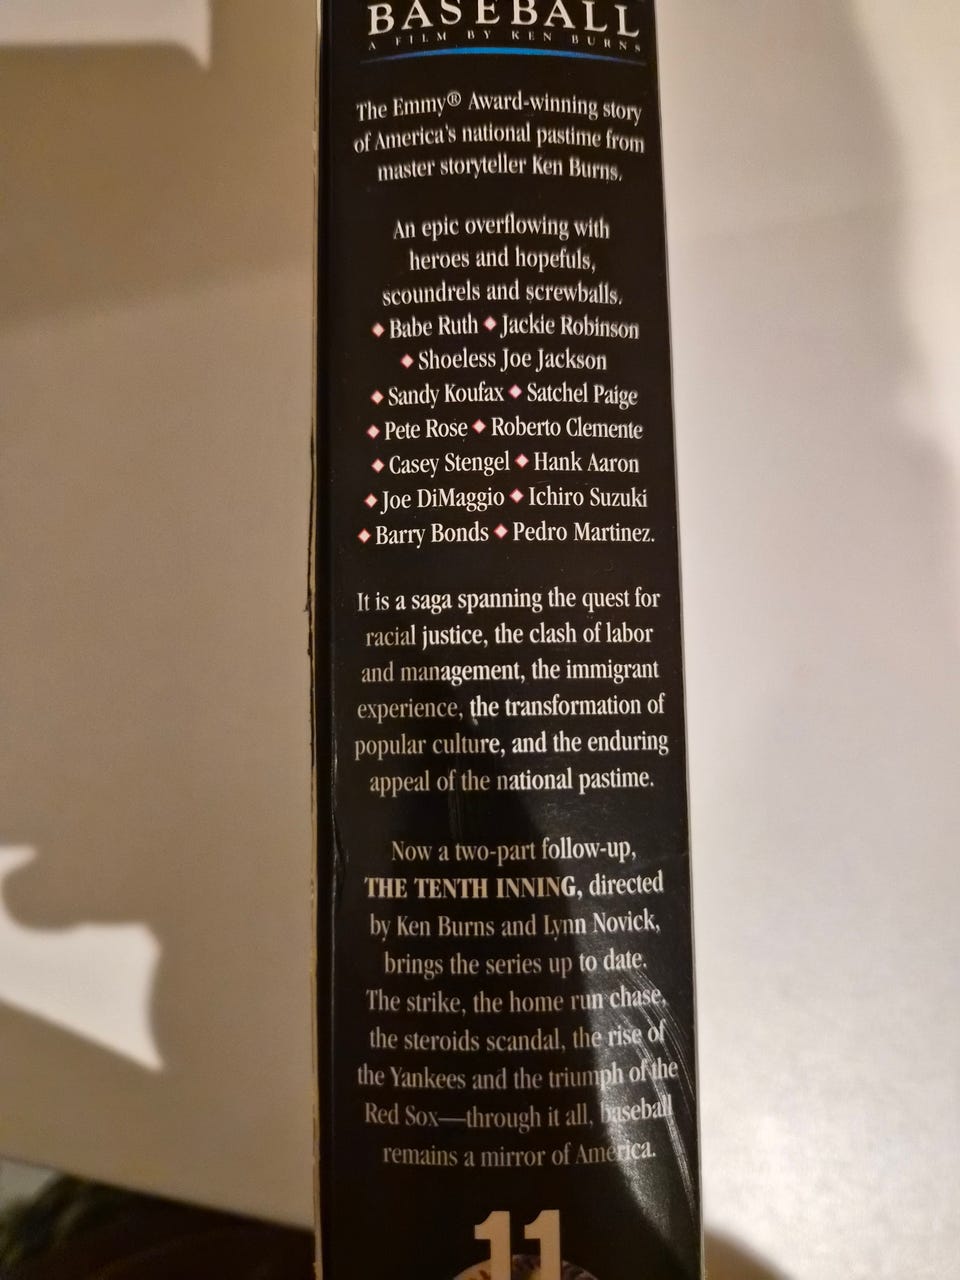 BASEBALL
A FILM BY KEN BURNS
The Emmy® Award-winning story
of America's national pastime from
master storyteller Ken Burns.
An epic overflowing with
heroes and hopefuls,
scoundrels and screwballs.
♦ Babe Ruth ♦ Jackie Robinson
♦ Shoeless Joe Jackson
♦ Sandy Koufax ♦ Satchel Paige
♦ Pete Rose ♦ Roberto Clemente
♦ Casey Stengel ♦ Hank Aaron
♦ Joe DiMaggio ♦ Ichiro Suzuki
♦ Barry Bonds ♦ Pedro Martinez.
It is a saga spanning the quest for
racial justice, the clash of labor
and management, the immigrant
experience, the transformation of
popular culture, and the enduring
appeal of the national pastime.
Now a two-part follow-up,
THE TENTH INNING, directed
by Ken Burns and Lynn Novick,
brings the series up to date.
The strike, the home run chase,
the steroids scandal, the rise of
the Yankees and the triumph of the
Red Sox—through it all, baseball
remains a mirror of America.
11